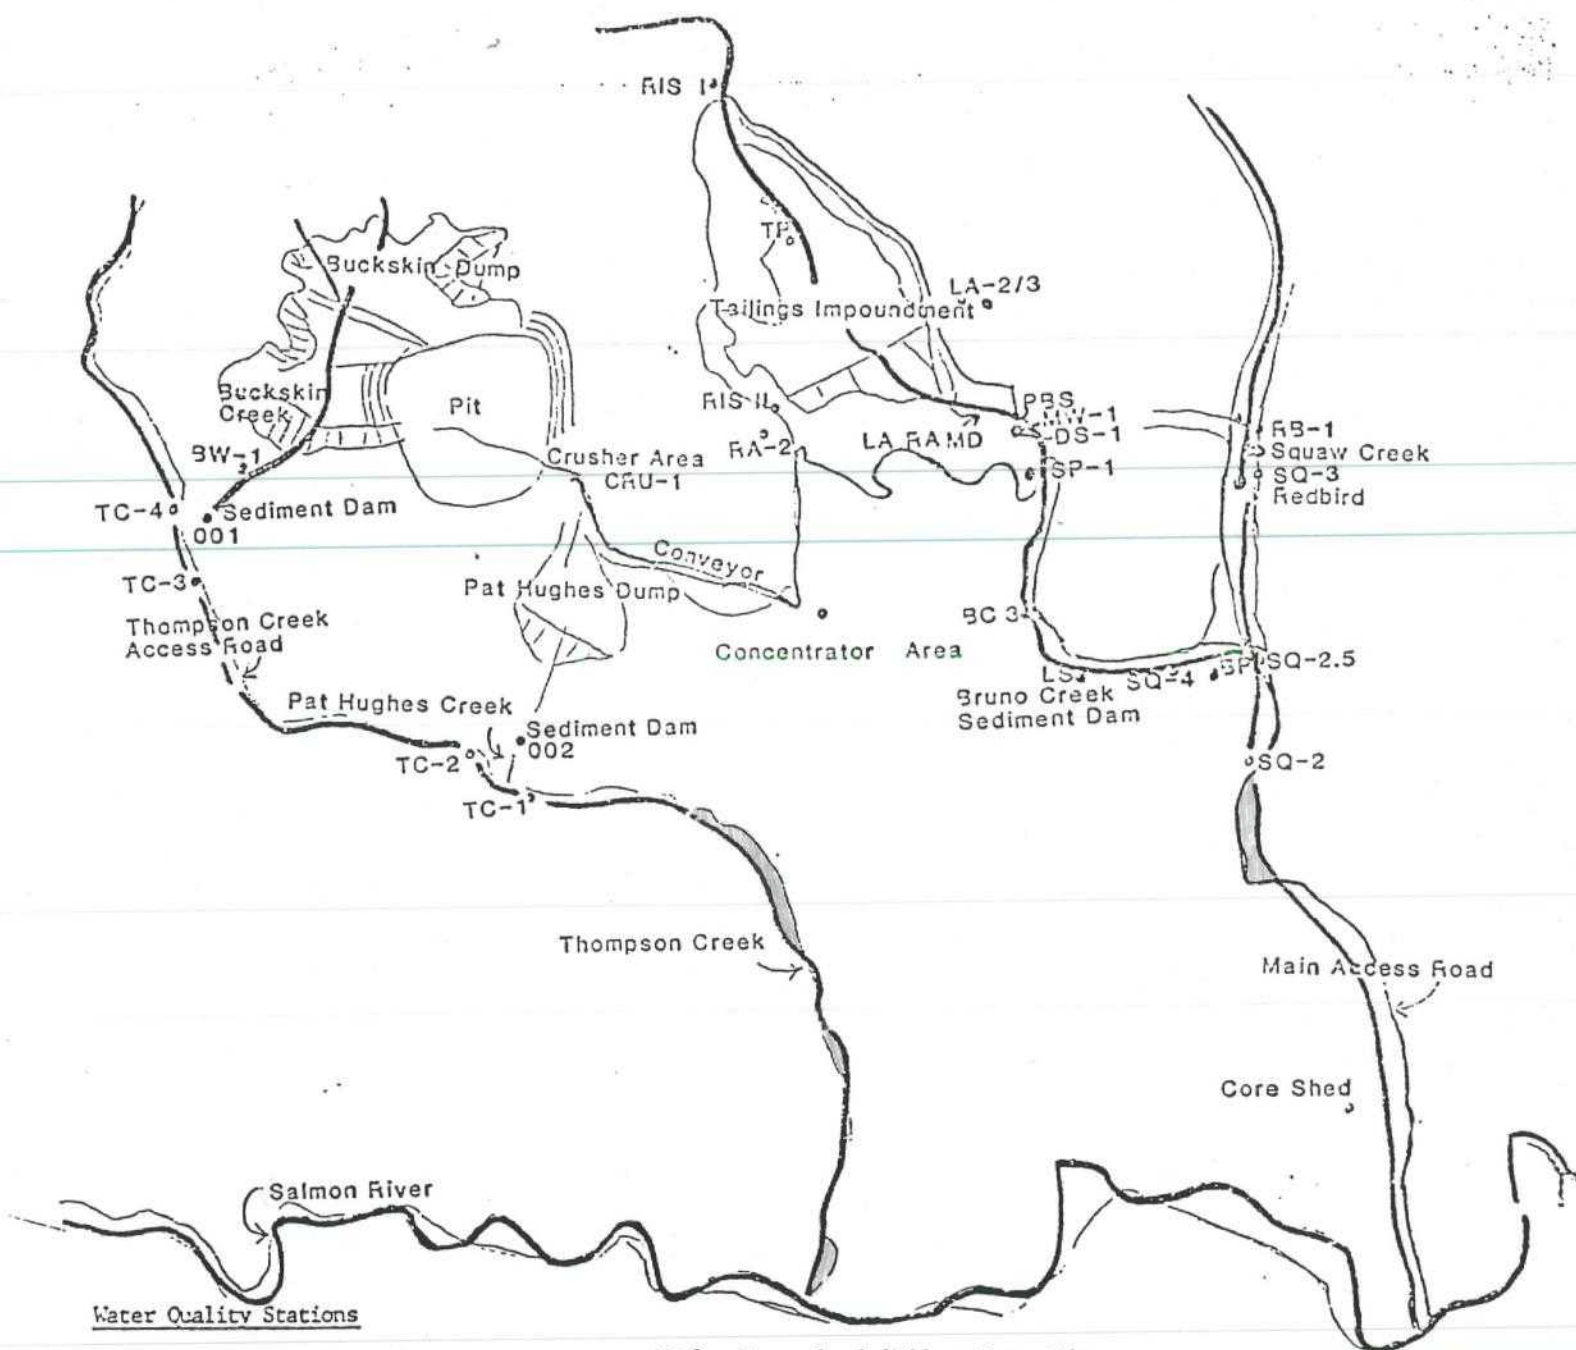 RIS I
TP
Buckskin Dump
LA-2/3
Tailings Impoundment
Buckskin
Creek
Pit
RIS II
PBS
MW-1
DS-1
RB-1
BW-1
Crusher Area
CRU-1
RA-2
LA RAMD
SP-1
Squaw Creek
SQ-3
Redbird
TC-4
Sediment Dam
001
Conveyor
TC-3
Pat Hughes Dump
Thompson Creek
Access Road
BC 3
Concentrator Area
LS
SQ-4
BP
SQ-2.5
Bruno Creek
Sediment Dam
Pat Hughes Creek
Sediment Dam
002
TC-2
SQ-2
TC-1
Thompson Creek
Main Access Road
Core Shed
Salmon River
Water Quality Stations